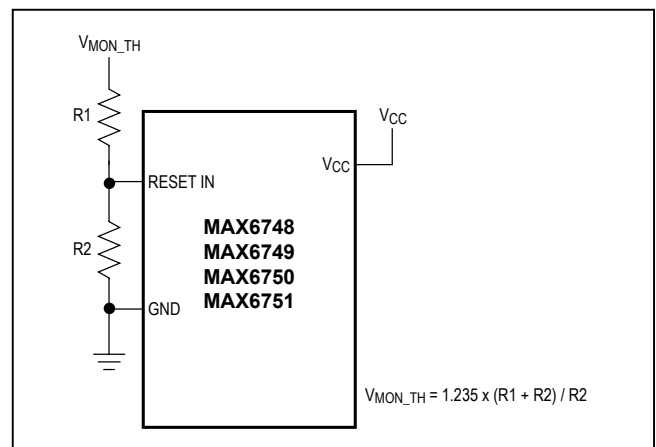 VMON_TH
R1
VCC
VCC
RESET IN
R2
MAX6748
MAX6749
MAX6750
MAX6751
GND
VMON_TH = 1.235 x (R1 + R2) / R2